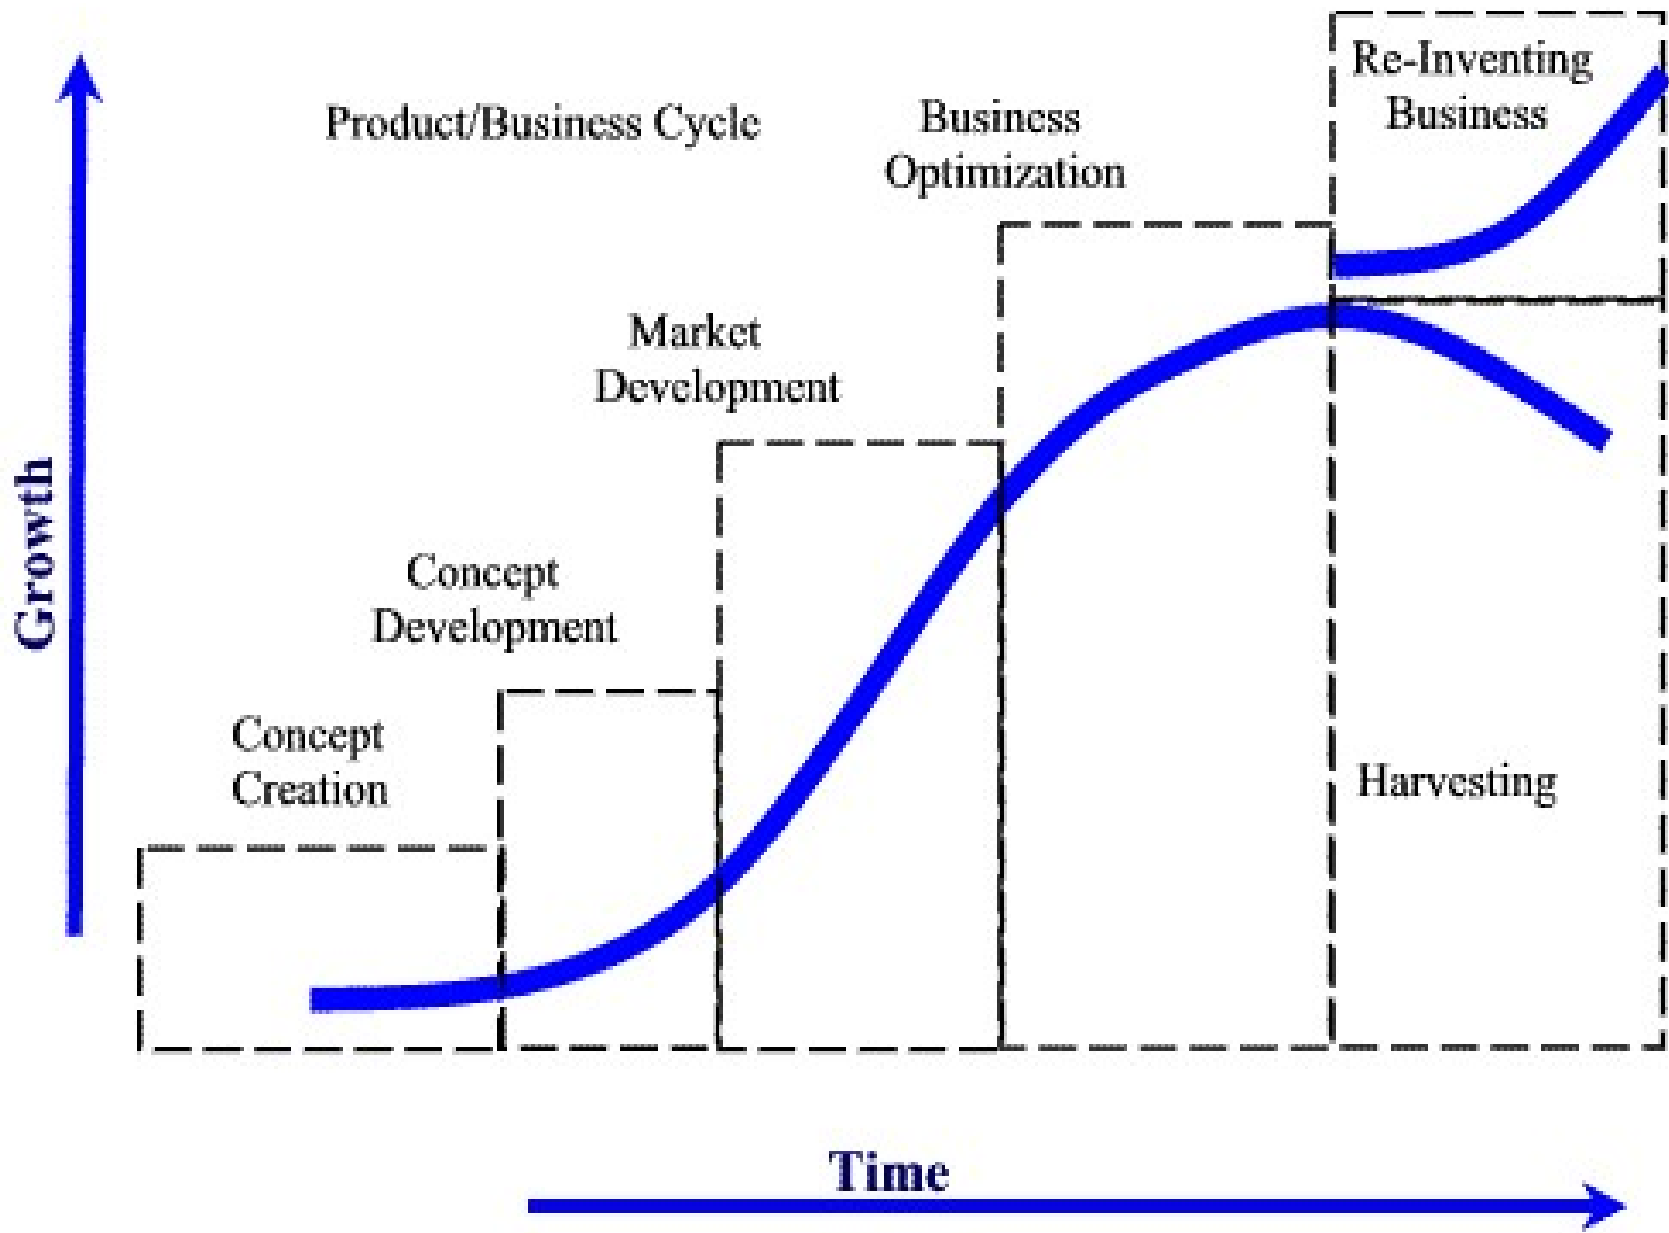 Re-Inventing
Business
Product/Business Cycle
Business
Optimization
Market
Development
Concept
Development
Concept
Creation
Harvesting
Growth
Time